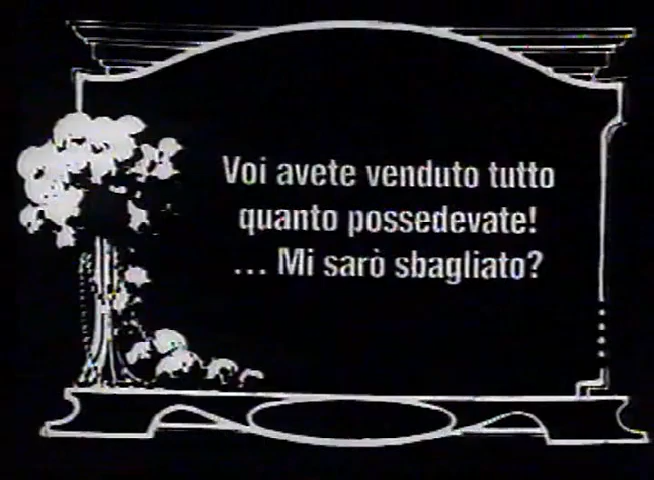 Voi avete venduto tutto
quanto possedevate!
... Mi sarò sbagliato?